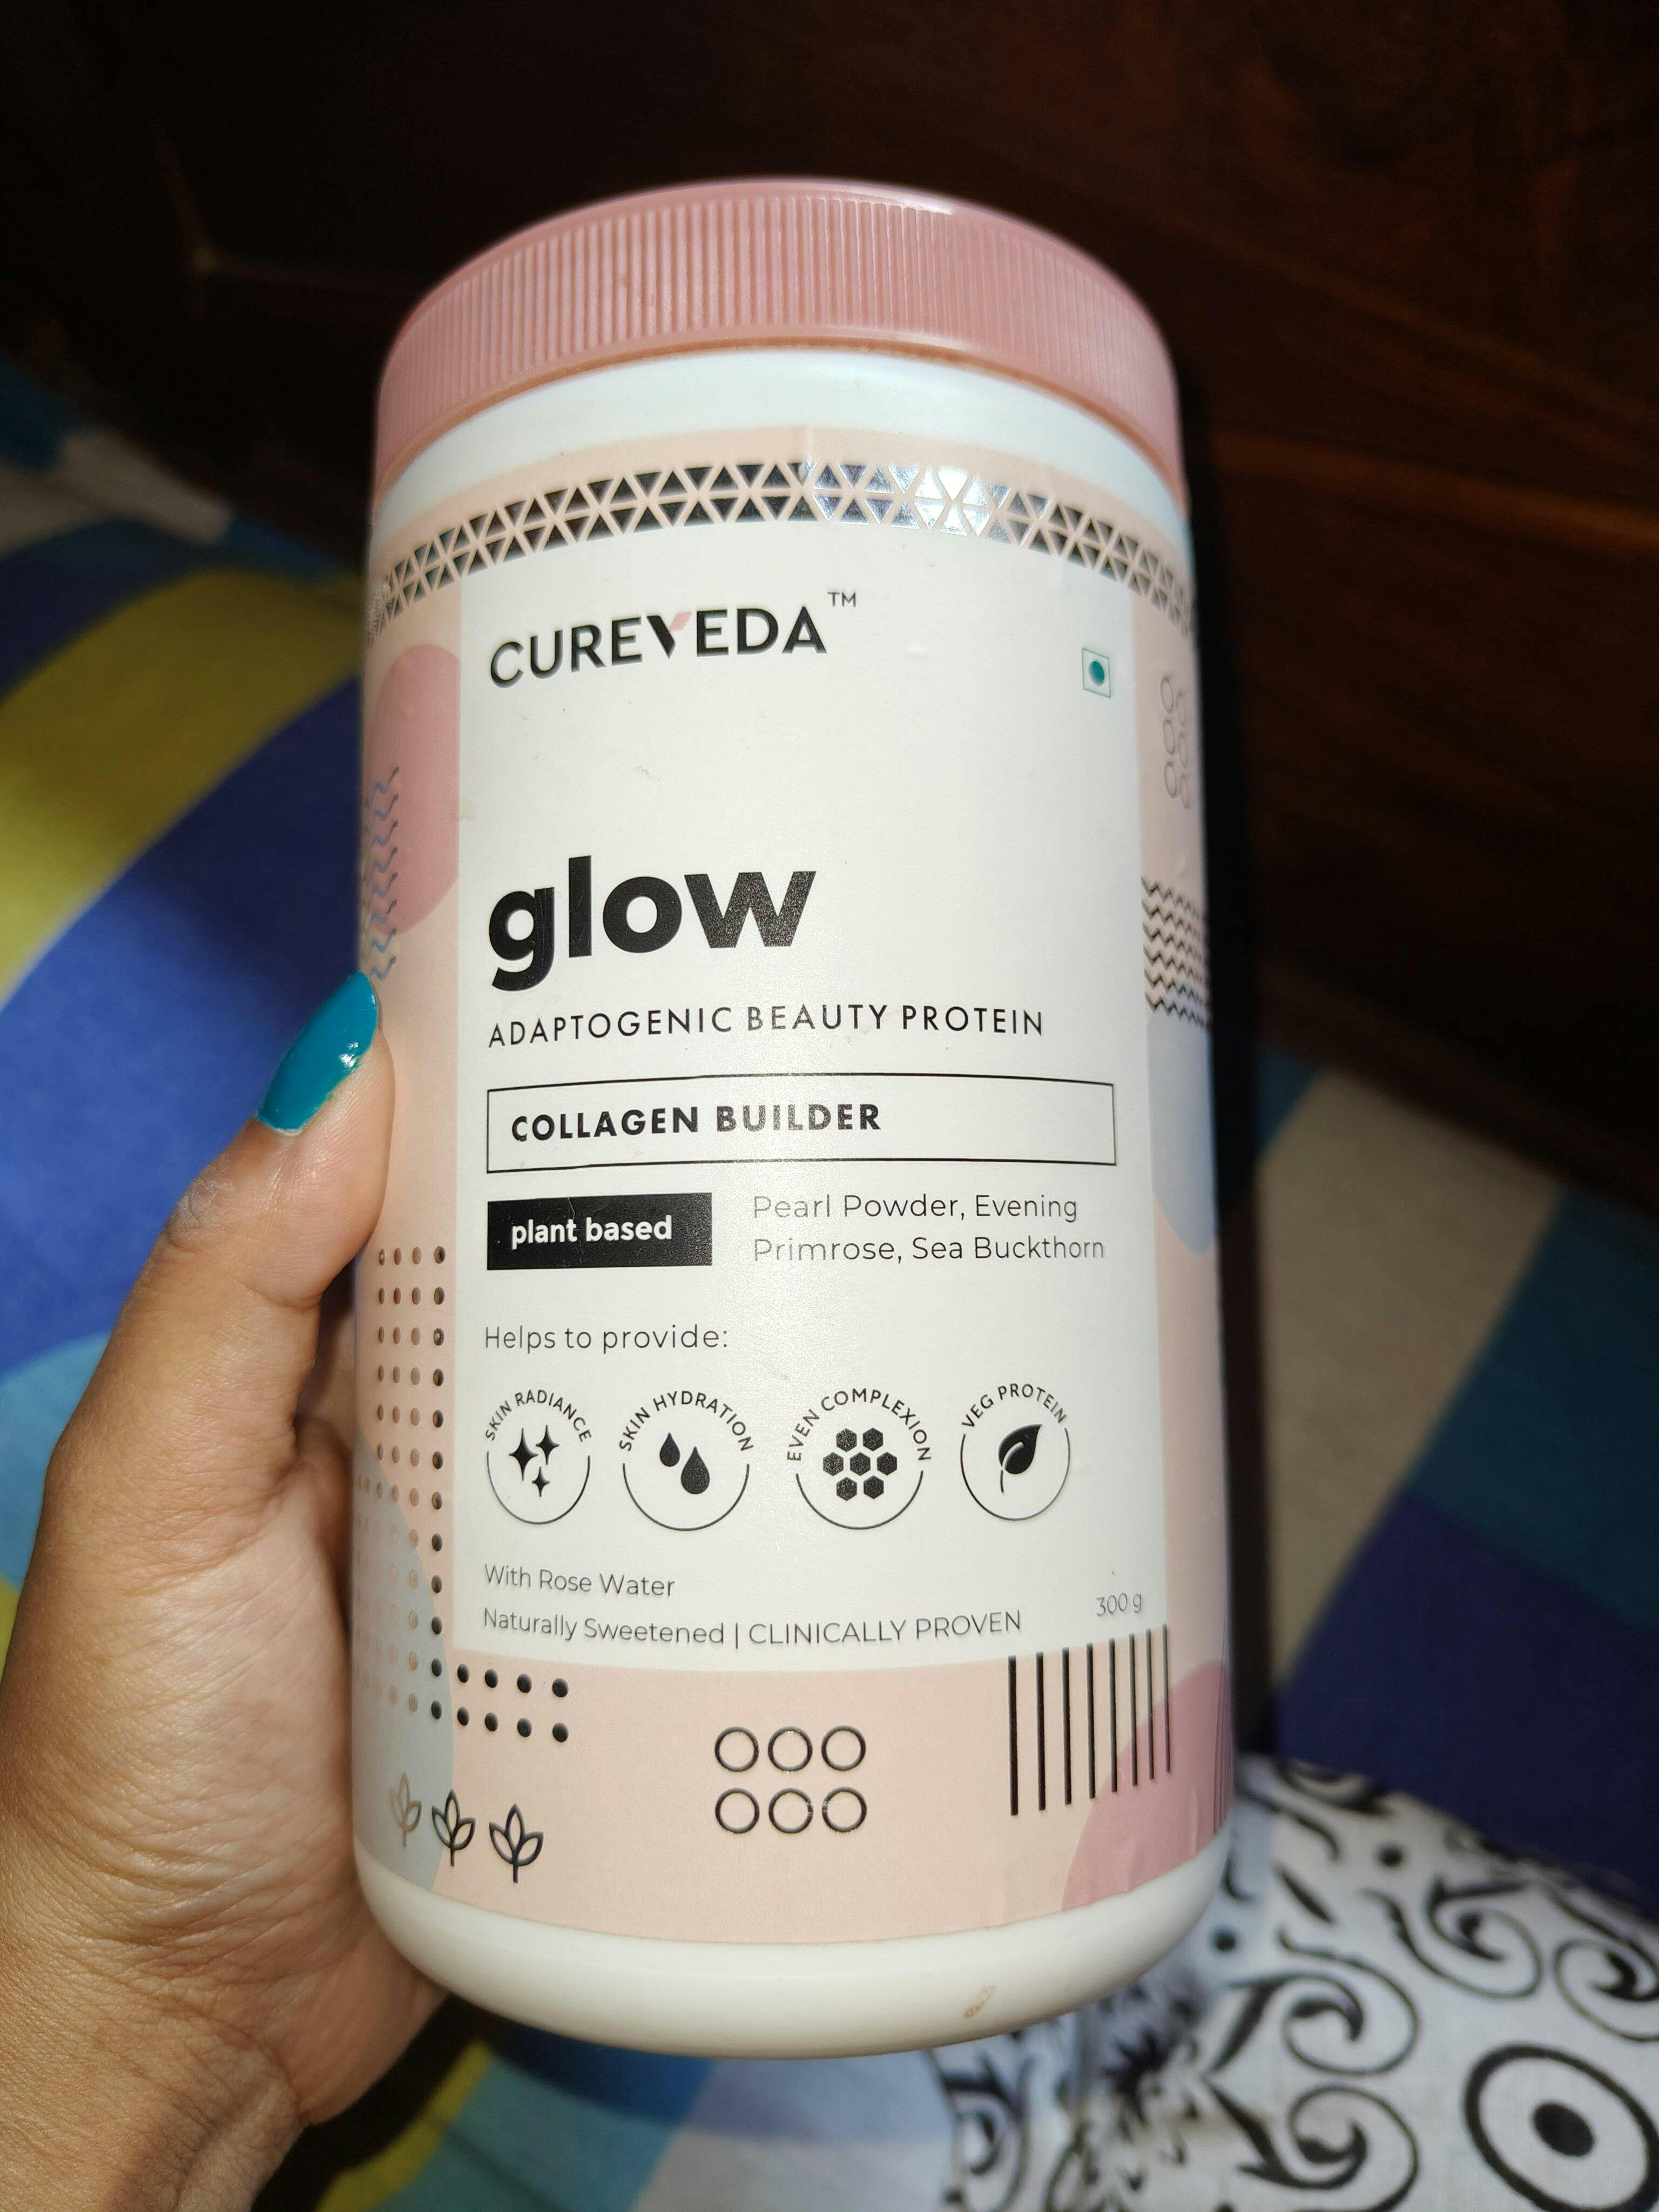 CUREVEDA™
glow
ADAPTOGENIC BEAUTY PROTEIN
COLLAGEN BUILDER
plant based
Pearl Powder, Evening
Primrose, Sea Buckthorn
Helps to provide:
SKIN RADIANCE
SKIN HYDRATION
EVEN COMPLEXION
VEG PROTEIN
With Rose Water
Naturally Sweetened | CLINICALLY PROVEN
300 g